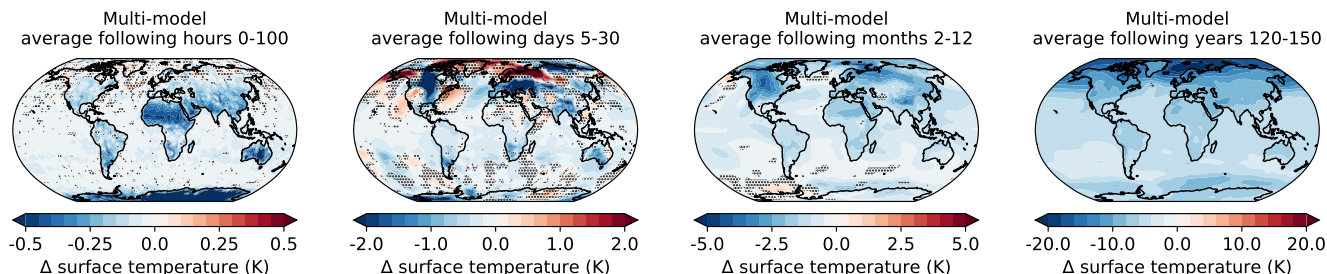 Multi-model
average following hours 0-100
Multi-model
average following days 5-30
Multi-model
average following months 2-12
Multi-model
average following years 120-150
-0.5 -0.25 0.0 0.25 0.5
-2.0 -1.0 0.0 1.0 2.0
-5.0 -2.5 0.0 2.5 5.0
-20.0 -10.0 0.0 10.0 20.0
Δ surface temperature (K)
Δ surface temperature (K)
Δ surface temperature (K)
Δ surface temperature (K)